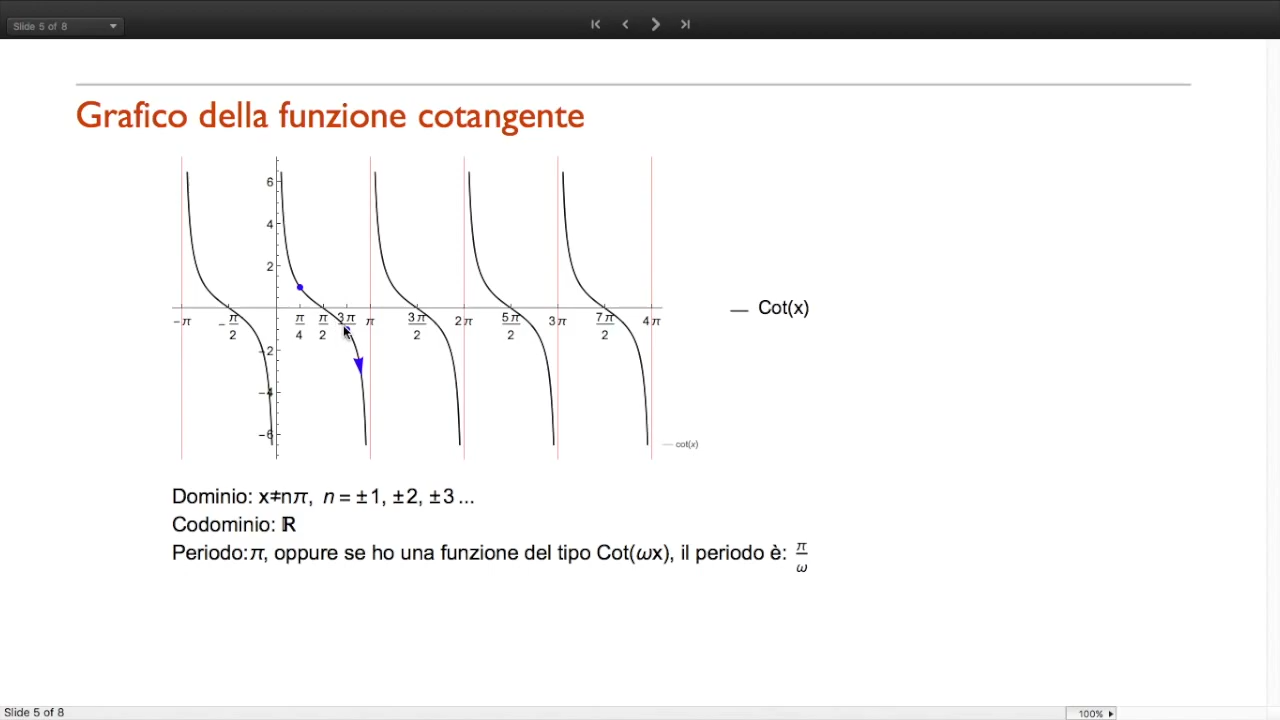 Slide 5 of 8
Grafico della funzione cotangente
6
4
2
-π -π/2 π/4 π/2 3π π 3π/2 2π 5π/2 3π 7π/2 4π
-2
-4
-6
Cot(x)
cot(x)
Dominio: x≠nπ, n = ±1, ±2, ±3 ...
Codominio: ℝ
Periodo:π, oppure se ho una funzione del tipo Cot(ωx), il periodo è: π/ω
Slide 5 of 8
100%